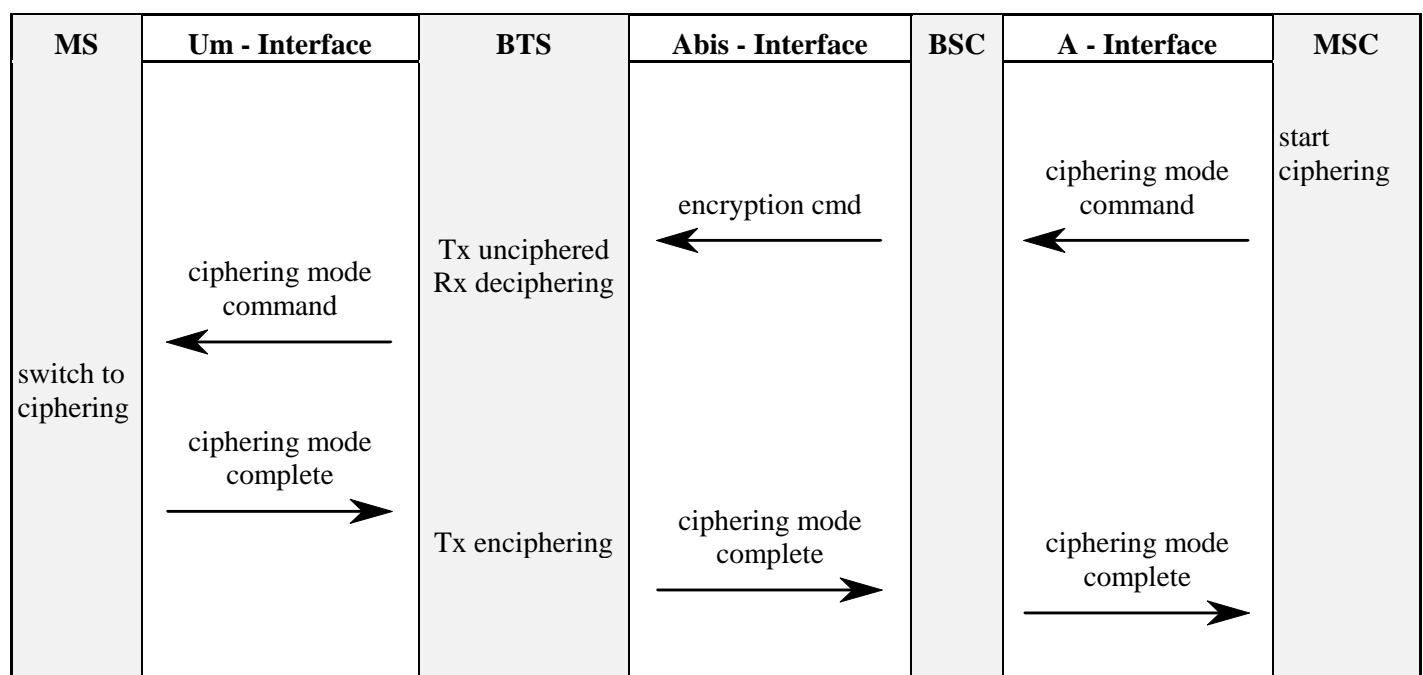 MS Um - Interface BTS Abis - Interface BSC A - Interface MSC
start
ciphering
ciphering mode
command
encryption cmd
Tx unciphered
Rx deciphering
ciphering mode
command
switch to
ciphering
ciphering mode
complete
Tx enciphering
ciphering mode
complete
ciphering mode
complete